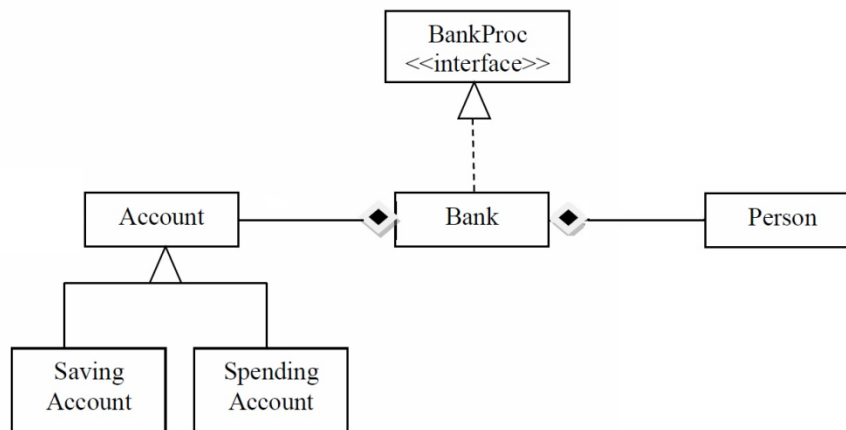 BankProc
<<interface>>
Account
Bank
Person
Saving
Account
Spending
Account